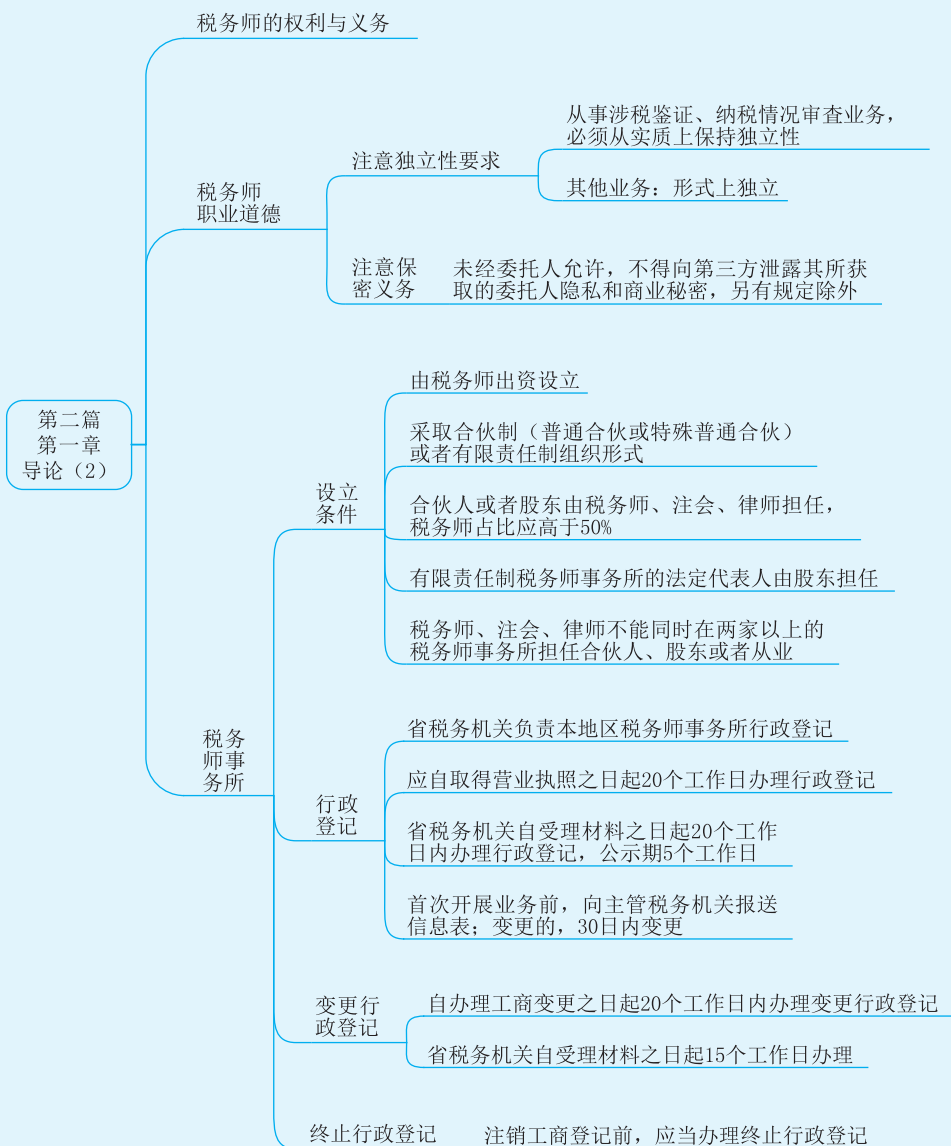 第二篇
第一章
导论（2）
税务师的权利与义务
税务师
职业道德
注意独立性要求
从事涉税鉴证、纳税情况审查业务，
必须从实质上保持独立性
其他业务：形式上独立
注意保
密义务
未经委托人允许，不得向第三方泄露其所获
取的委托人隐私和商业秘密，另有规定除外
税务
师事
务所
设立
条件
由税务师出资设立
采取合伙制（普通合伙或特殊普通合伙）
或者有限责任制组织形式
合伙人或者股东由税务师、注会、律师担任，
税务师占比应高于50%
有限责任制税务师事务所的法定代表人由股东担任
税务师、注会、律师不能同时在两家以上的
税务师事务所担任合伙人、股东或者从业
行政
登记
省税务机关负责本地区税务师事务所行政登记
应自取得营业执照之日起20个工作日办理行政登记
省税务机关自受理材料之日起20个工作
日内办理行政登记，公示期5个工作日
首次开展业务前，向主管税务机关报送
信息表；变更的，30日内变更
变更行
政登记
自办理工商变更之日起20个工作日内办理变更行政登记
省税务机关自受理材料之日起15个工作日办理
终止行政登记
注销工商登记前，应当办理终止行政登记